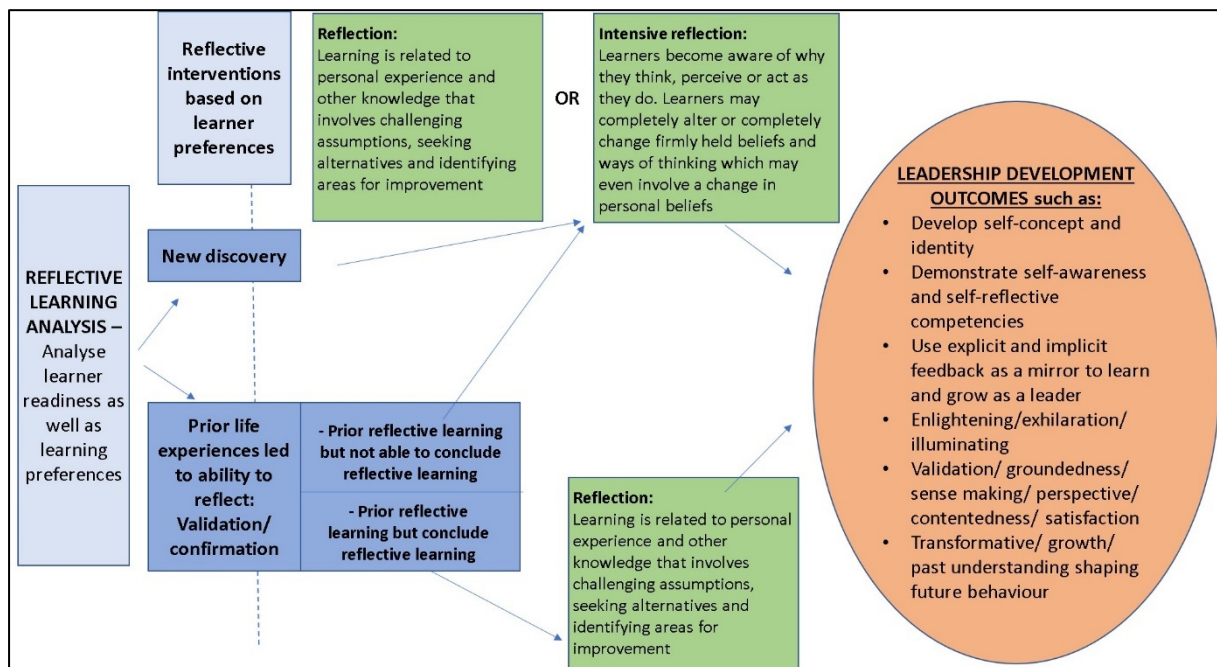 REFLECTIVE
LEARNING
ANALYSIS –
Analyse
learner
readiness as
well as
learning
preferences
Reflective
interventions
based on
learner
preferences
New discovery
Prior life
experiences led
to ability to
reflect:
Validation/
confirmation
- Prior reflective learning
but not able to conclude
reflective learning
- Prior reflective
learning but conclude
reflective learning
Reflection:
Learning is related to
personal experience and
other knowledge that
involves challenging
assumptions, seeking
alternatives and identifying
areas for improvement
OR
Intensive reflection:
Learners become aware of why
they think, perceive or act as
they do. Learners may
completely alter or completely
change firmly held beliefs and
ways of thinking which may
even involve a change in
personal beliefs
Reflection:
Learning is related to personal
experience and other
knowledge that involves
challenging assumptions,
seeking alternatives and
identifying areas for
improvement
LEADERSHIP DEVELOPMENT
OUTCOMES such as:
• Develop self-concept and
identity
• Demonstrate self-awareness
and self-reflective
competencies
• Use explicit and implicit
feedback as a mirror to learn
and grow as a leader
• Enlightening/exhilaration/
illuminating
• Validation/ groundedness/
sense making/ perspective/
contentedness/ satisfaction
• Transformative/ growth/
past understanding shaping
future behaviour